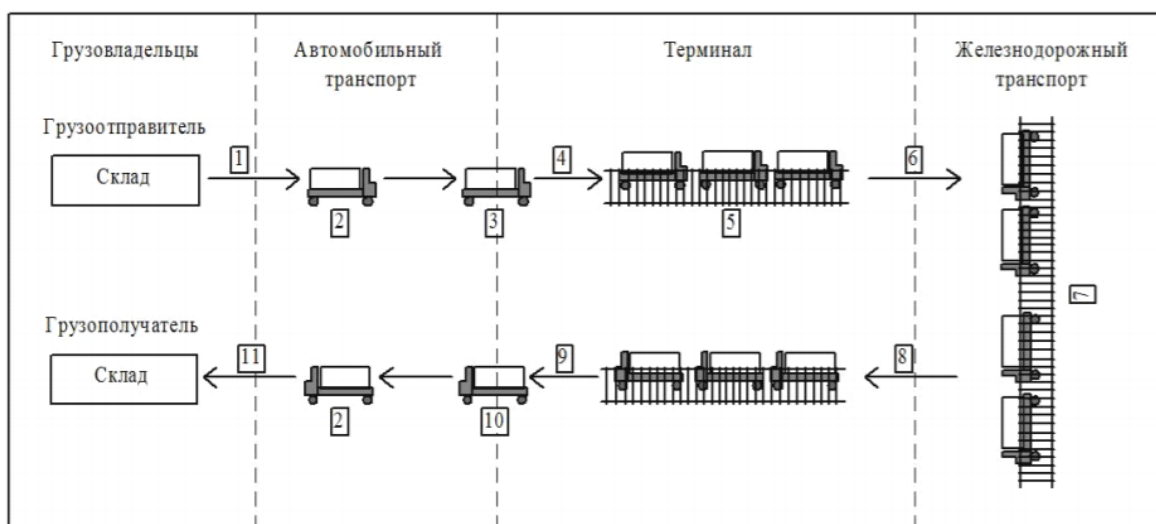 Грузовладельцы
Автомобильный
транспорт
Терминал
Железнодорожный
транспорт
Грузоотправитель
Склад
1
2
3
4
5
6
7
Грузополучатель
Склад
11
2
10
9
8